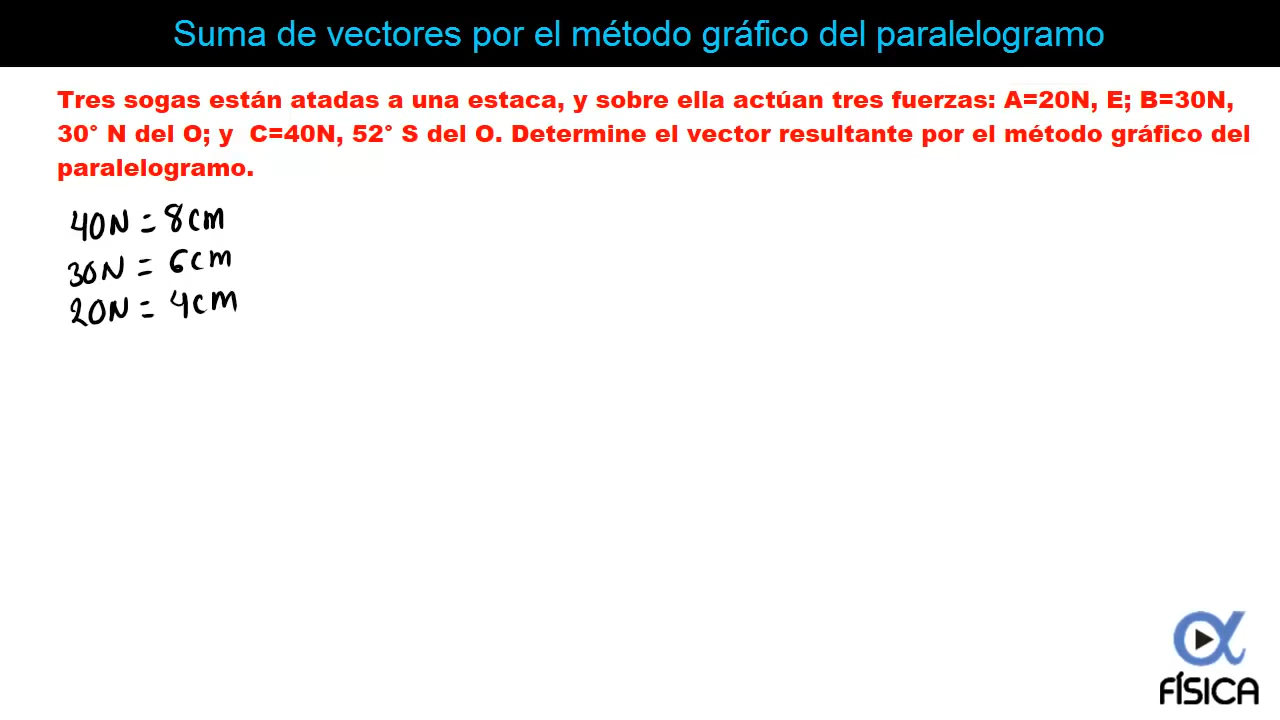 Suma de vectores por el método gráfico del paralelogramo
Tres sogas están atadas a una estaca, y sobre ella actúan tres fuerzas: A=20N, E; B=30N,
30° N del O; y  C=40N, 52° S del O. Determine el vector resultante por el método gráfico del
paralelogramo.
40N = 8cm
30N = 6cm
20N = 4cm
FÍSICA